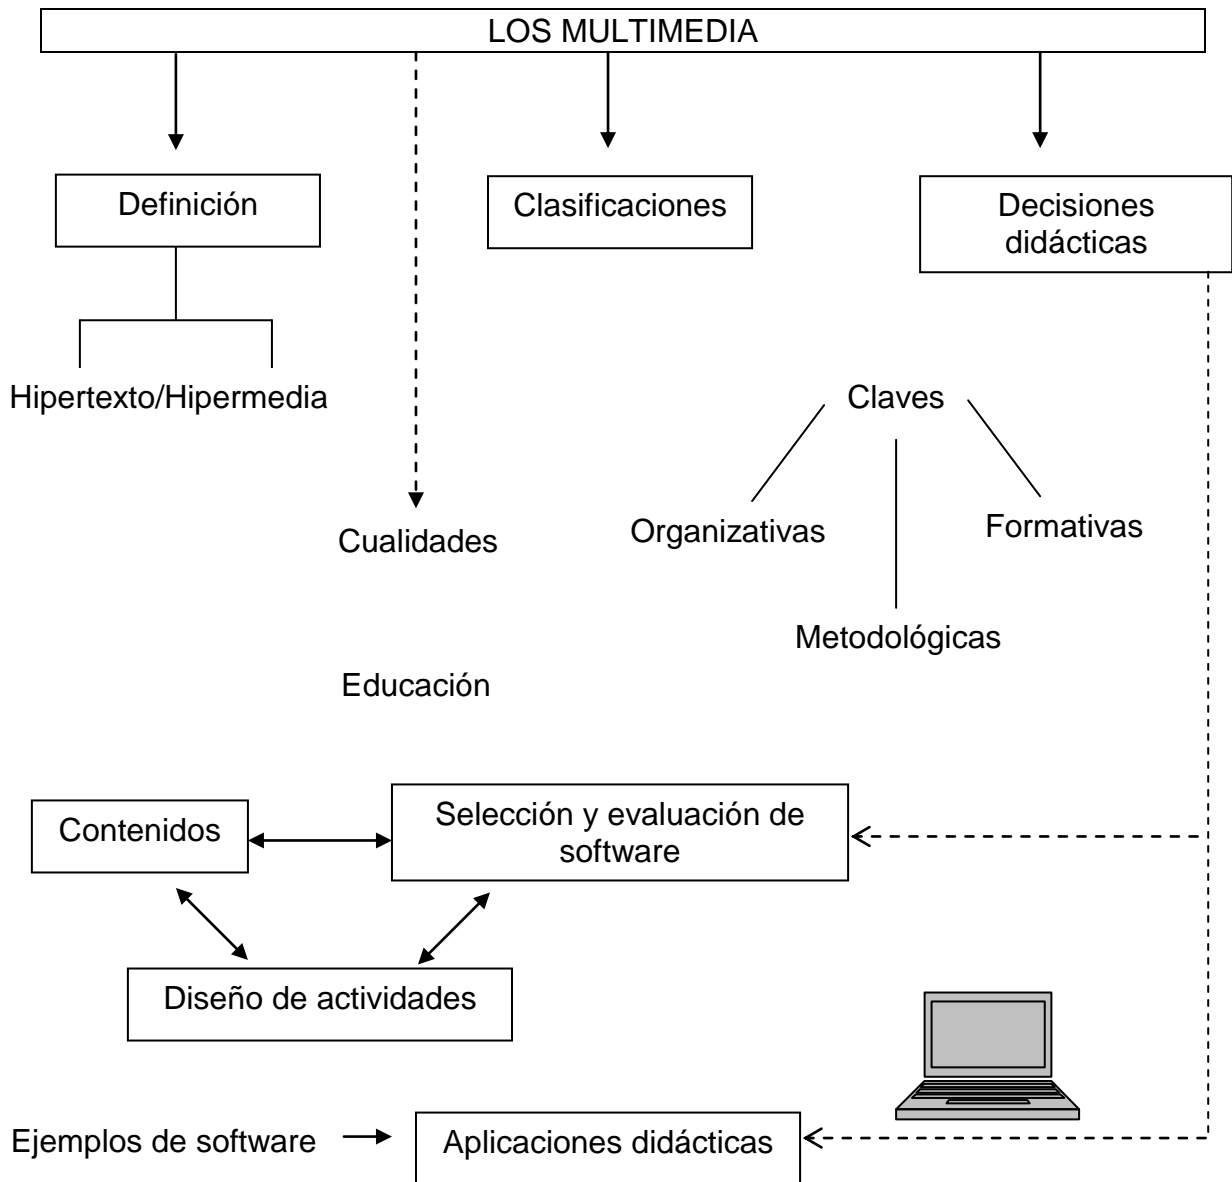 LOS MULTIMEDIA
Definición
Clasificaciones
Decisiones
didácticas
Hipertexto/Hipermedia
Claves
Organizativas
Formativas
Cualidades
Metodológicas
Educación
Contenidos
Selección y evaluación de
software
Diseño de actividades
Ejemplos de software
Aplicaciones didácticas